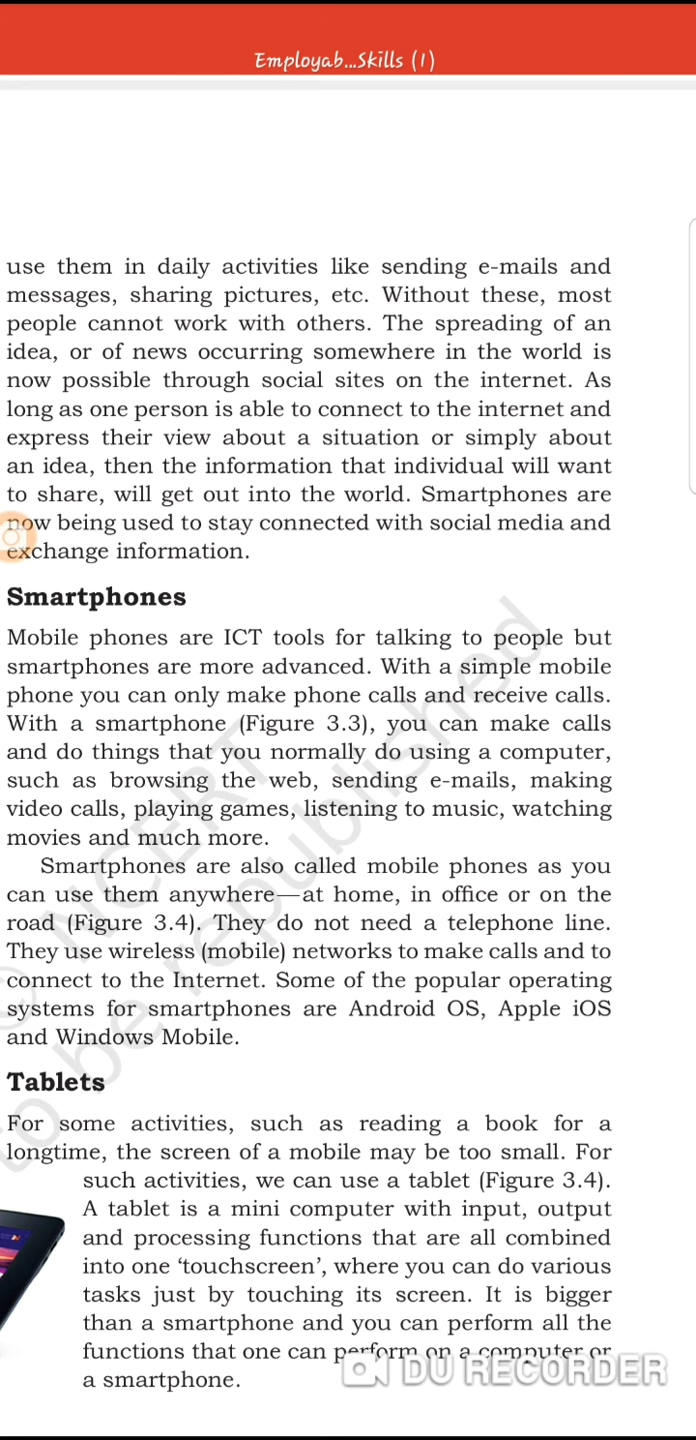 Employab...Skills (1)
use them in daily activities like sending e-mails and
messages, sharing pictures, etc. Without these, most
people cannot work with others. The spreading of an
idea, or of news occurring somewhere in the world is
now possible through social sites on the internet. As
long as one person is able to connect to the internet and
express their view about a situation or simply about
an idea, then the information that individual will want
to share, will get out into the world. Smartphones are
now being used to stay connected with social media and
exchange information.
Smartphones
Mobile phones are ICT tools for talking to people but
smartphones are more advanced. With a simple mobile
phone you can only make phone calls and receive calls.
With a smartphone (Figure 3.3), you can make calls
and do things that you normally do using a computer,
such as browsing the web, sending e-mails, making
video calls, playing games, listening to music, watching
movies and much more.
Smartphones are also called mobile phones as you
can use them anywhere—at home, in office or on the
road (Figure 3.4). They do not need a telephone line.
They use wireless (mobile) networks to make calls and to
connect to the Internet. Some of the popular operating
systems for smartphones are Android OS, Apple iOS
and Windows Mobile.
Tablets
For some activities, such as reading a book for a
longtime, the screen of a mobile may be too small. For
such activities, we can use a tablet (Figure 3.4).
A tablet is a mini computer with input, output
and processing functions that are all combined
into one ‘touchscreen’, where you can do various
tasks just by touching its screen. It is bigger
than a smartphone and you can perform all the
functions that one can perform on a computer or
a smartphone.
© NCERT
to be republished
DU RECORDER